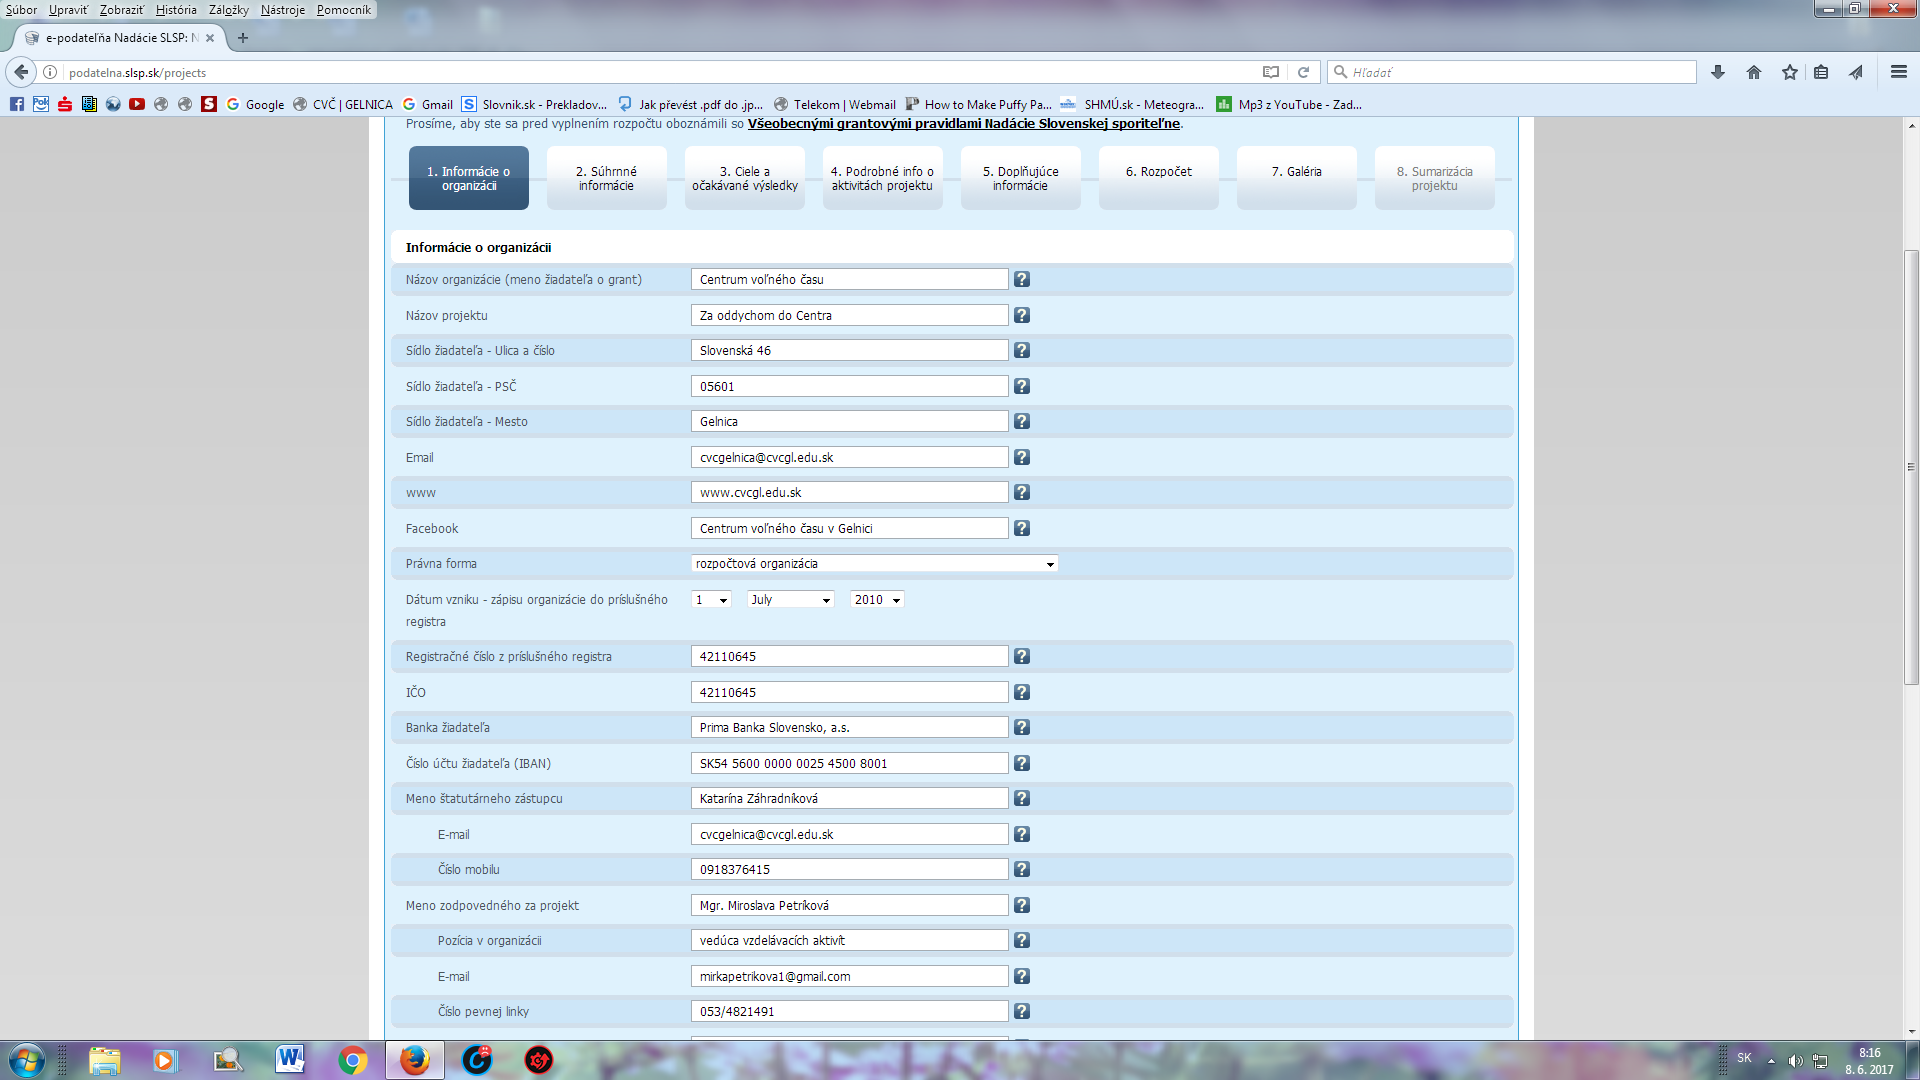 Súbor Upraviť Zobraziť História Záložky Nástroje Pomocník
e-podateľňa Nadácie SLSP: N
podatelna.slsp.sk/projects
Hľadať
Google CVČ | GELNICA Gmail Slovnik.sk - Prekladov... Jak převést .pdf do .jp... Telekom | Webmail How to Make Puffy Pa... SHMÚ.sk - Meteogra... Mp3 z YouTube - Zad...
Prosíme, aby ste sa pred vyplnením rozpočtu oboznámili so Všeobecnými grantovými pravidlami Nadácie Slovenskej sporiteľne.
1. Informácie o organizácii
2. Súhrnné informácie
3. Ciele a očakávané výsledky
4. Podrobné info o aktivitách projektu
5. Doplňujúce informácie
6. Rozpočet
7. Galéria
8. Sumarizácia projektu
Informácie o organizácii
Názov organizácie (meno žiadateľa o grant) Centrum voľného času ?
Názov projektu Za oddychom do Centra ?
Sídlo žiadateľa - Ulica a číslo Slovenská 46 ?
Sídlo žiadateľa - PSČ 05601 ?
Sídlo žiadateľa - Mesto Gelnica ?
Email cvcgelnica@cvcgl.edu.sk ?
www www.cvcgl.edu.sk ?
Facebook Centrum voľného času v Gelnici ?
Právna forma rozpočtová organizácia
Dátum vzniku - zápisu organizácie do príslušného registra 1 July 2010
Registračné číslo z príslušného registra 42110645 ?
IČO 42110645 ?
Banka žiadateľa Prima Banka Slovensko, a.s. ?
Číslo účtu žiadateľa (IBAN) SK54 5600 0000 0025 4500 8001 ?
Meno štatutárneho zástupcu Katarína Záhradníková ?
E-mail cvcgelnica@cvcgl.edu.sk ?
Číslo mobilu 0918376415 ?
Meno zodpovedného za projekt Mgr. Miroslava Petríková ?
Pozícia v organizácii vedúca vzdelávacích aktivít ?
E-mail mirkapetrikova1@gmail.com ?
Číslo pevnej linky 053/4821491 ?
SK
8:16
8. 6. 2017